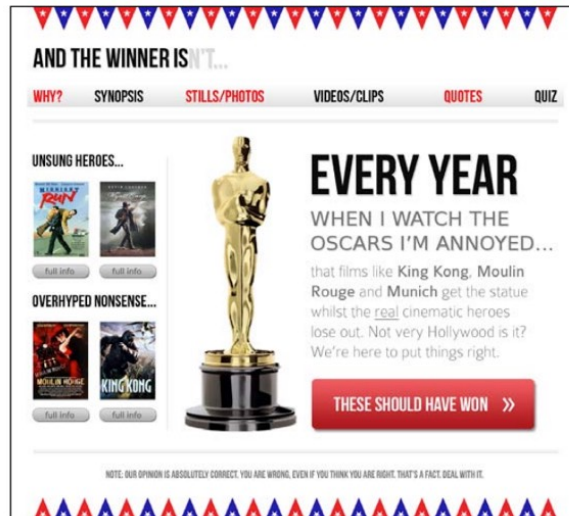 AND THE WINNER ISN'T...
WHY? SYNOPSIS STILLS/PHOTOS VIDEOS/CLIPS QUOTES QUIZ
UNSUNG HEROES...
MIDNIGHT
RUN
full info full info
OVERHYPED NONSENSE...
MOULIN ROUGE
KING KONG
full info full info
EVERY YEAR
WHEN I WATCH THE
OSCARS I'M ANNOYED...
that films like King Kong, Moulin
Rouge and Munich get the statue
whilst the real cinematic heroes
lose out. Not very Hollywood is it?
We're here to put things right.
THESE SHOULD HAVE WON »
NOTE: OUR OPINION IS ABSOLUTELY CORRECT. YOU ARE WRONG, EVEN IF YOU THINK YOU ARE RIGHT. THAT'S A FACT. DEAL WITH IT.